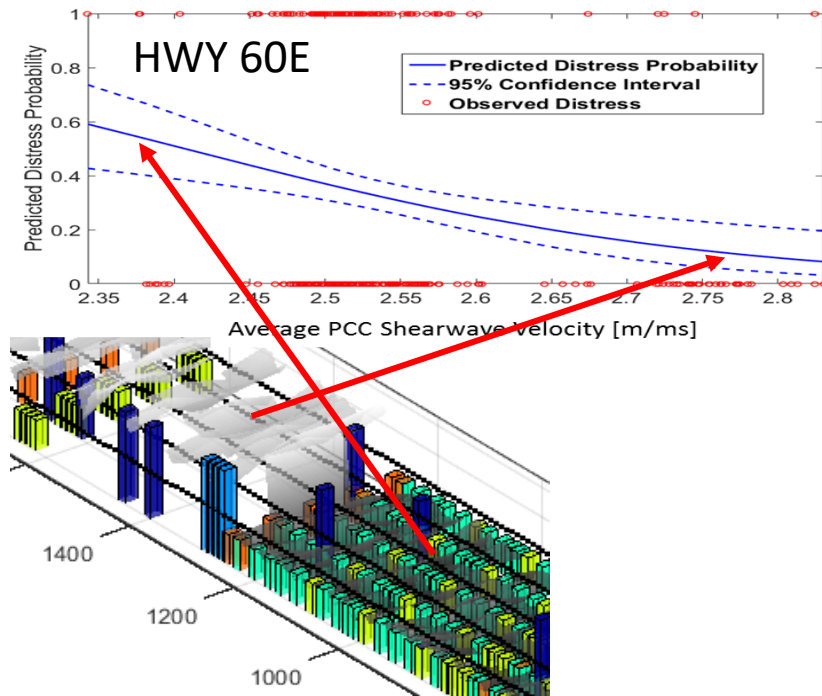 HWY 60E
Predicted Distress Probability
95% Confidence Interval
Observed Distress
Predicted Distress Probability
1
0.8
0.6
0.4
0.2
0
2.35 2.4 2.45 2.5 2.55 2.6 2.65 2.7 2.75 2.8
Average PCC Shearwave Velocity [m/ms]
1400
1200
1000